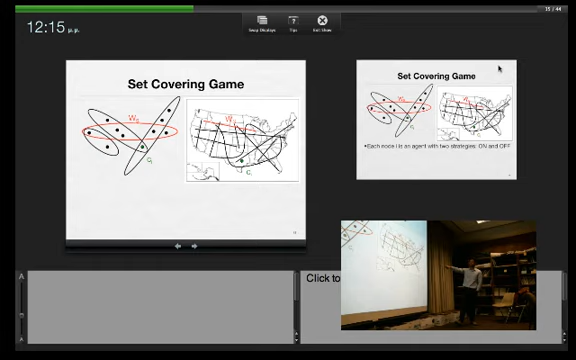 15 / 44
12:15 μ.μ.
Swap Displays
Tips
Exit Show
Set Covering Game
W
C
W
C
Set Covering Game
W
C
W
C
•Each node i is as agent with two strategies: ON and OFF
A
A
Click to